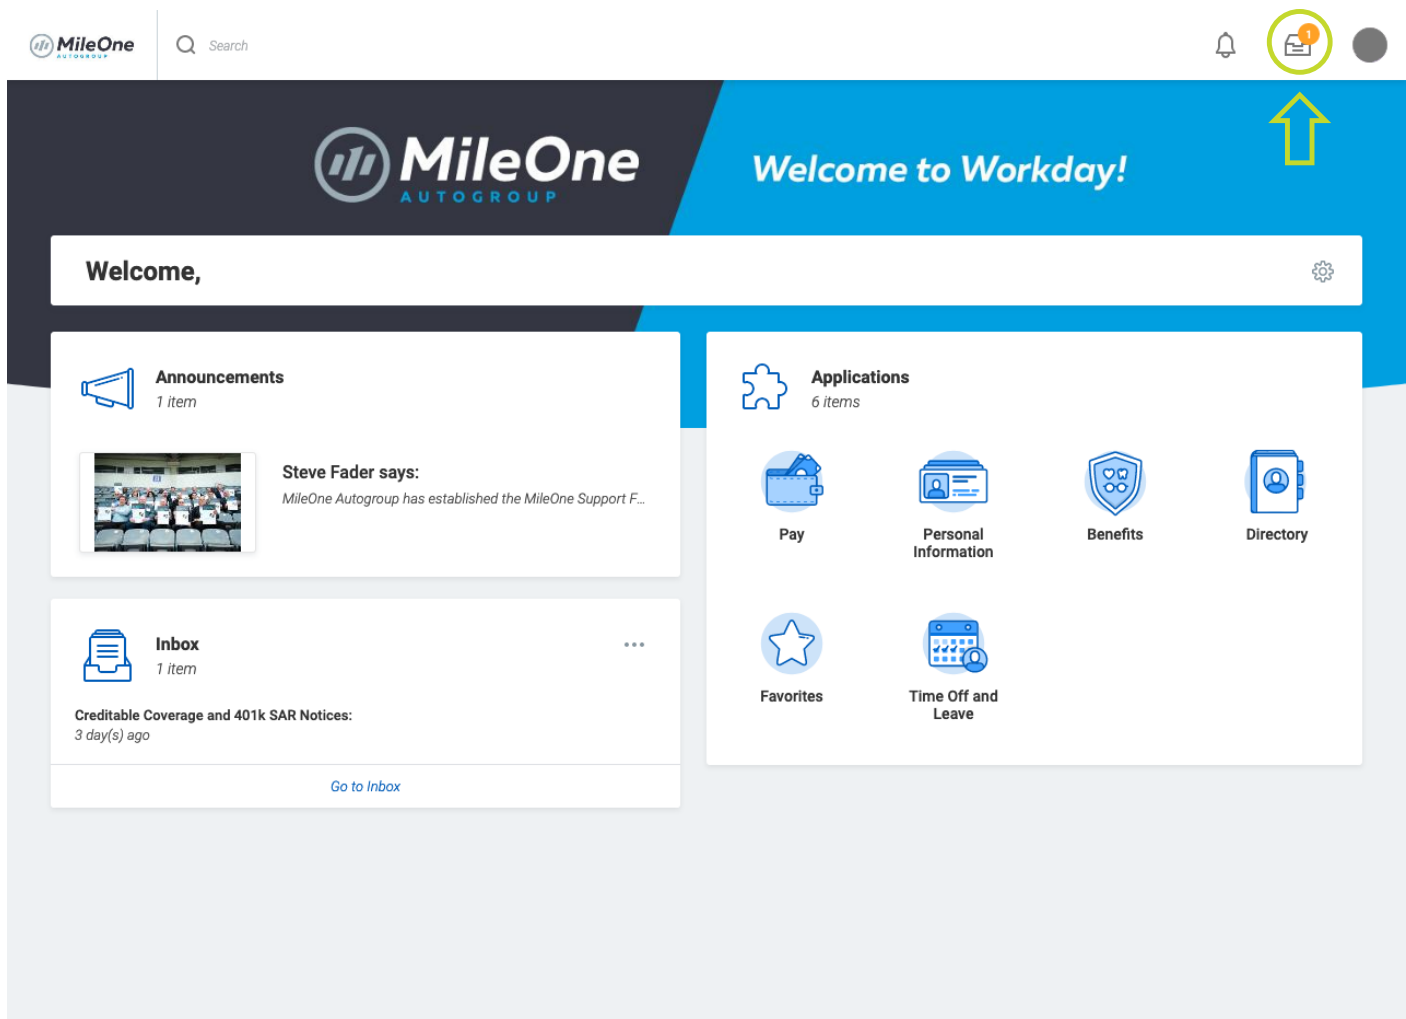 MileOne
AUTOGROUP
Search
1
MileOne
AUTOGROUP
Welcome to Workday!
Welcome,
Announcements
1 item
Steve Fader says:
MileOne Autogroup has established the MileOne Support F...
Inbox
1 item
Creditable Coverage and 401k SAR Notices:
3 day(s) ago
Go to Inbox
Applications
6 items
Pay
Personal
Information
Benefits
Directory
Favorites
Time Off and
Leave